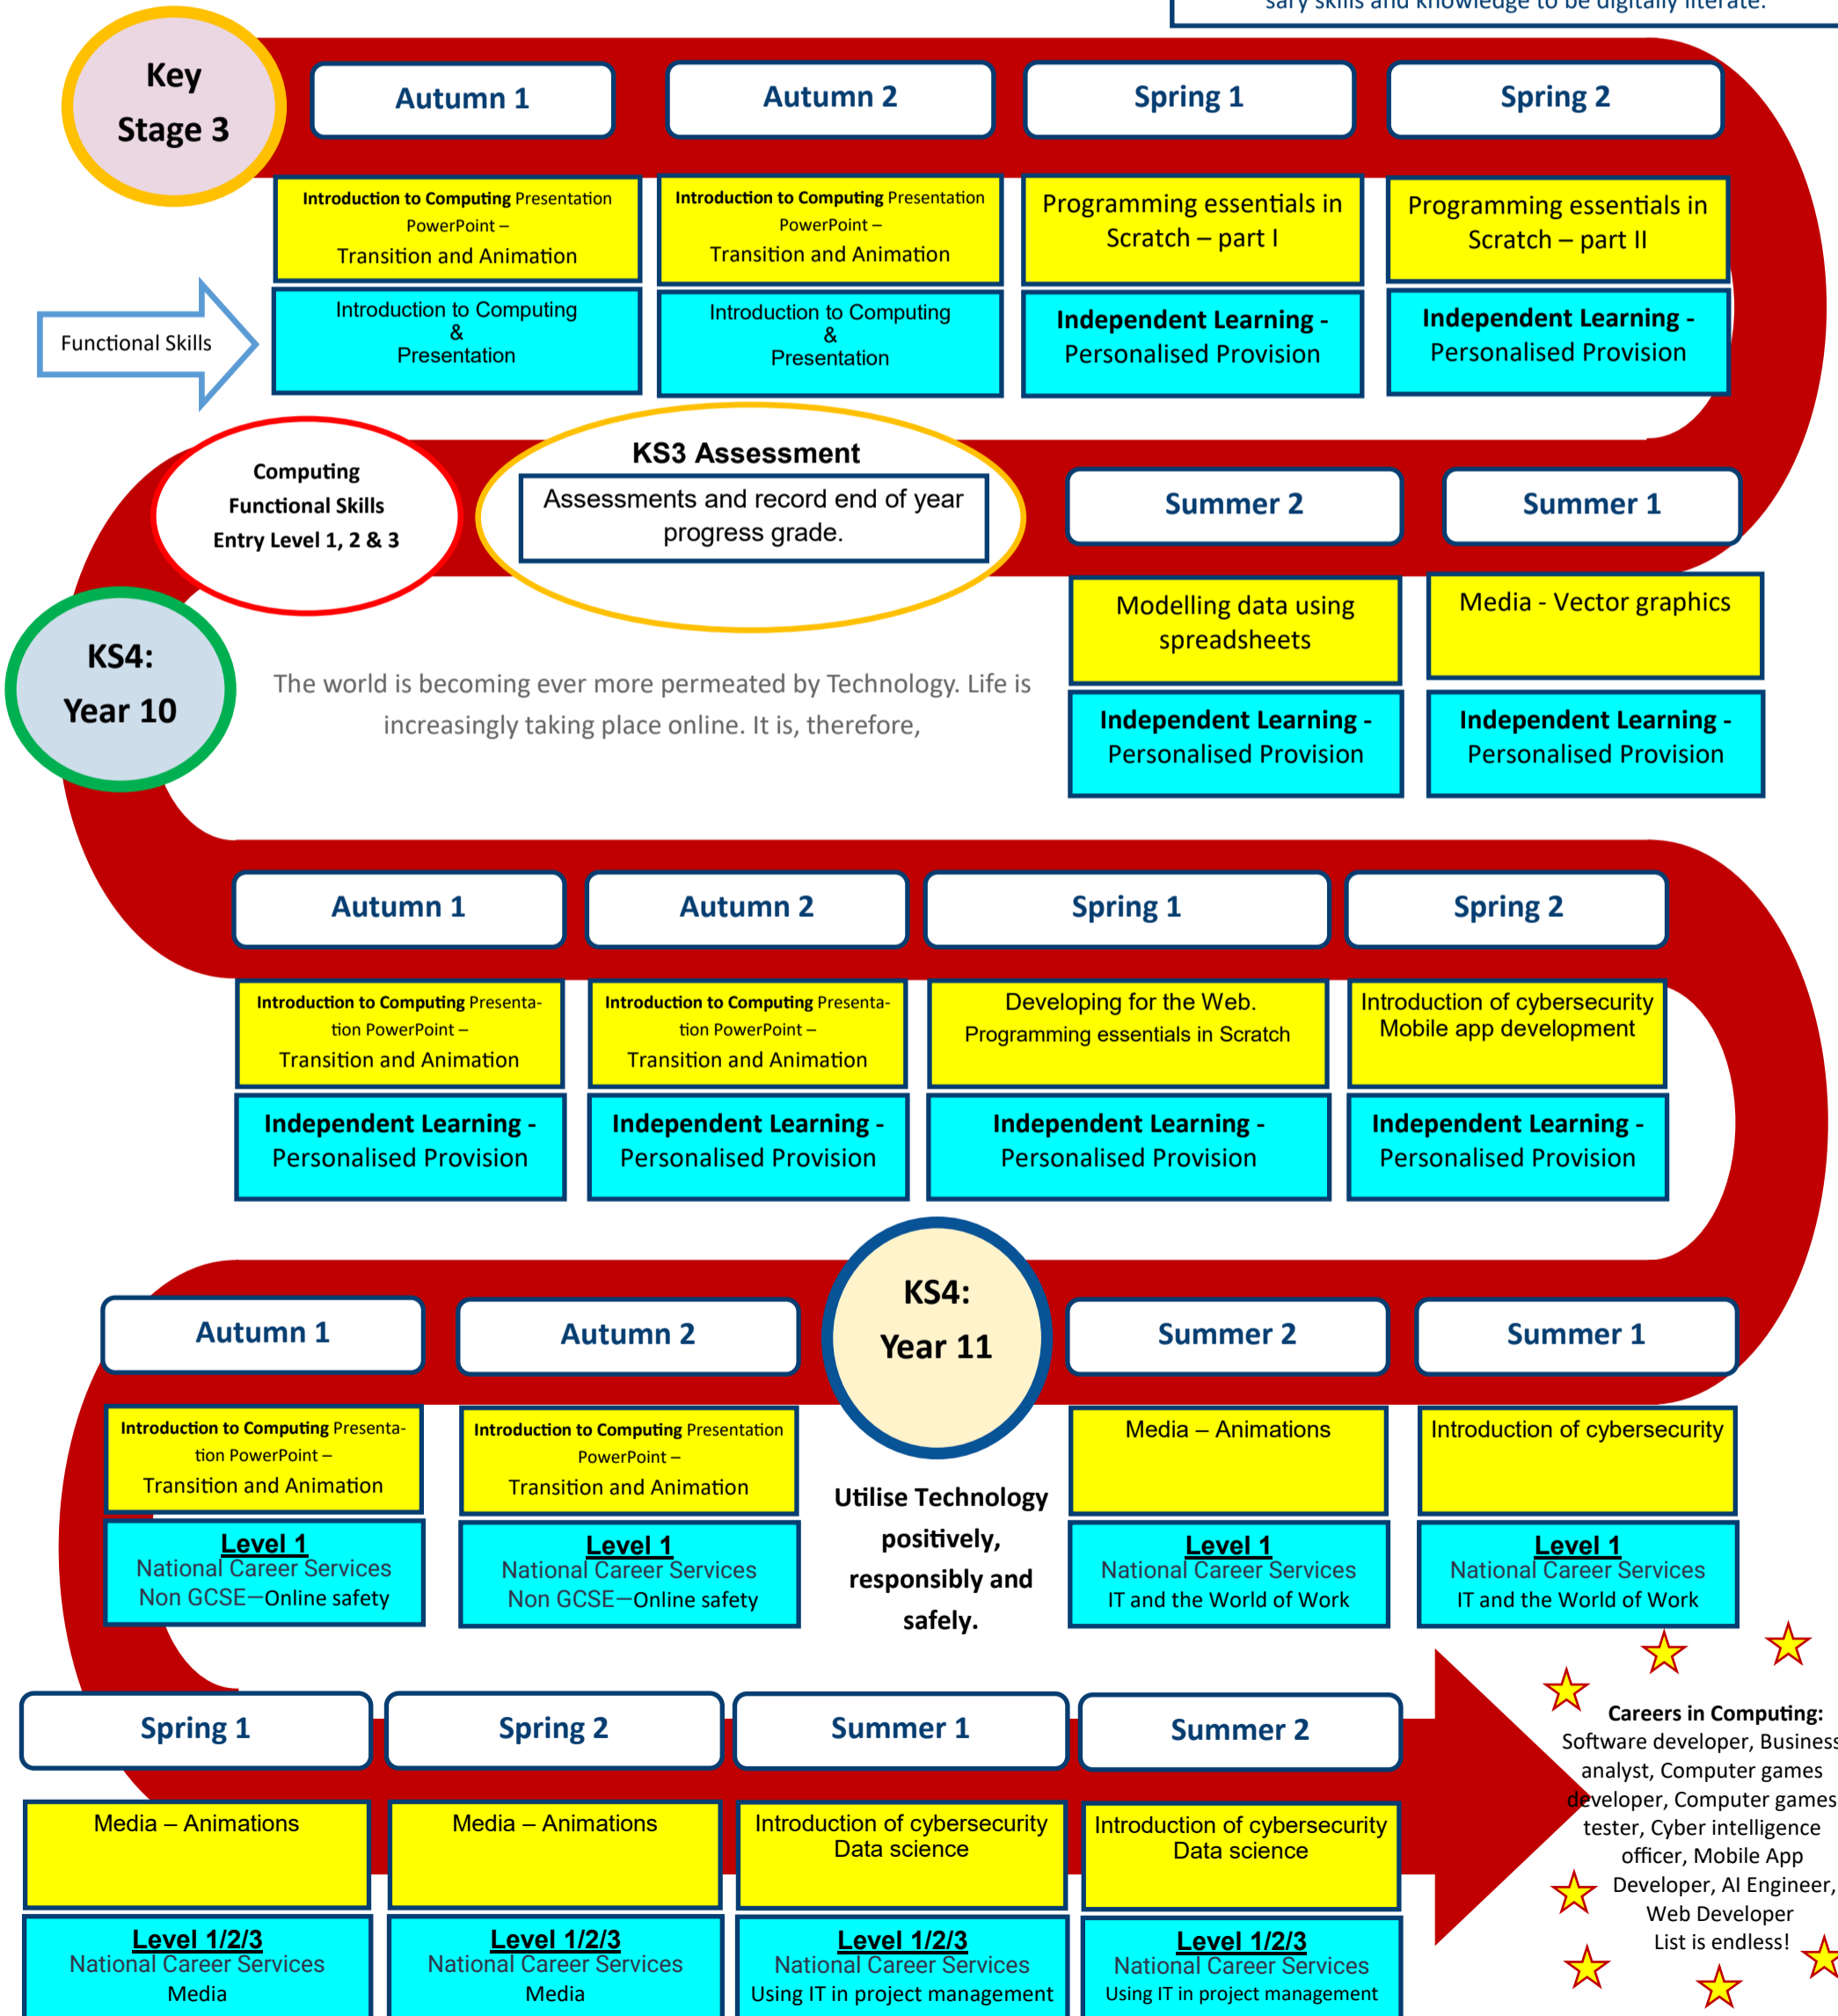 sary skills and knowledge to be digitally literate.
Key
Stage 3
Autumn 1
Autumn 2
Spring 1
Spring 2
Introduction to Computing Presentation
PowerPoint –
Transition and Animation
Introduction to Computing Presentation
PowerPoint –
Transition and Animation
Programming essentials in
Scratch – part I
Programming essentials in
Scratch – part II
Functional Skills
Introduction to Computing
&
Presentation
Introduction to Computing
&
Presentation
Independent Learning -
Personalised Provision
Independent Learning -
Personalised Provision
Computing
Functional Skills
Entry Level 1, 2 & 3
KS3 Assessment
Assessments and record end of year
progress grade.
Summer 2
Summer 1
Modelling data using
spreadsheets
Media - Vector graphics
KS4:
Year 10
The world is becoming ever more permeated by Technology. Life is
increasingly taking place online. It is, therefore,
Independent Learning -
Personalised Provision
Independent Learning -
Personalised Provision
Autumn 1
Autumn 2
Spring 1
Spring 2
Introduction to Computing Presenta-
tion PowerPoint –
Transition and Animation
Introduction to Computing Presenta-
tion PowerPoint –
Transition and Animation
Developing for the Web.
Programming essentials in Scratch
Introduction of cybersecurity
Mobile app development
Independent Learning -
Personalised Provision
Independent Learning -
Personalised Provision
Independent Learning -
Personalised Provision
Independent Learning -
Personalised Provision
Autumn 1
Autumn 2
KS4:
Year 11
Summer 2
Summer 1
Introduction to Computing Presenta-
tion PowerPoint –
Transition and Animation
Introduction to Computing Presentation
PowerPoint –
Transition and Animation
Media – Animations
Introduction of cybersecurity
Utilise Technology
positively,
responsibly and
safely.
Level 1
National Career Services
Non GCSE—Online safety
Level 1
National Career Services
Non GCSE—Online safety
Level 1
National Career Services
IT and the World of Work
Level 1
National Career Services
IT and the World of Work
Spring 1
Spring 2
Summer 1
Summer 2
Careers in Computing:
Software developer, Business
analyst, Computer games
developer, Computer games
tester, Cyber intelligence
officer, Mobile App
Developer, AI Engineer,
Web Developer
List is endless!
Media – Animations
Media – Animations
Introduction of cybersecurity
Data science
Introduction of cybersecurity
Data science
Level 1/2/3
National Career Services
Media
Level 1/2/3
National Career Services
Media
Level 1/2/3
National Career Services
Using IT in project management
Level 1/2/3
National Career Services
Using IT in project management